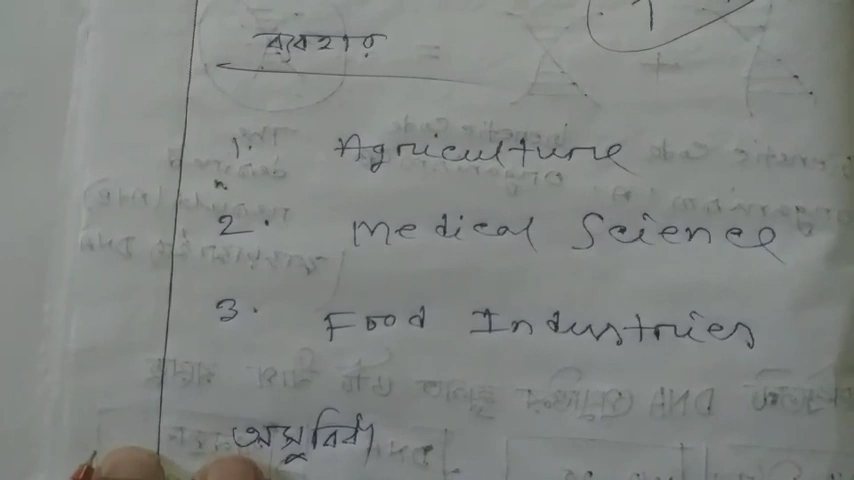 ব্যবহার
1. Agriculture
2. Medical Science
3. Food Industries
অসুবিধা